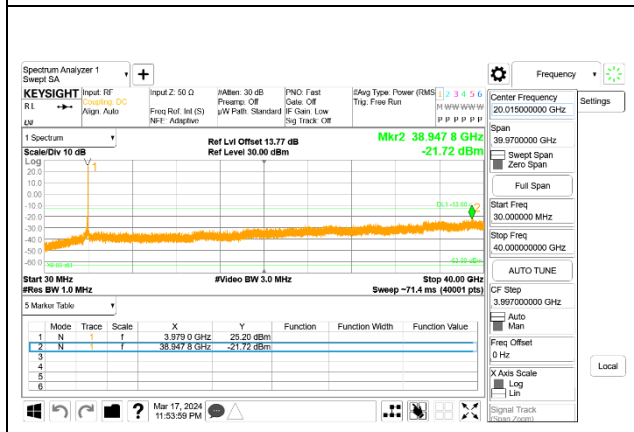 Spectrum Analyzer 1
Swept SA
+
Frequency
Settings
KEYSIGHT
RL
Input: RF
Coupling: DC
Align: Auto
Input Z: 50 Ω
Freq Ref: Int (S)
NFE: Adaptive
#Atten: 30 dB
Preamp: Off
µW Path: Standard
PNO: Fast
Gate: Off
IF Gain: Low
Sig Track: Off
#Avg Type: Power (RMS
Trig: Free Run
1 2 3 4 5 6
M W W W W W
P P P P P P
1 Spectrum
Scale/Div 10 dB
Log
Ref Lvl Offset 13.77 dB
Ref Level 30.00 dBm
Mkr2 38.947 8 GHz
-21.72 dBm
20.0
10.0
0.00
-10.0
-20.0
-30.0
-40.0
-50.0
-60.0
1
2
Start 30 MHz
#Res BW 1.0 MHz
#Video BW 3.0 MHz
Stop 40.00 GHz
Sweep ~71.4 ms (40001 pts)
5 Marker Table
Mode Trace Scale X Y Function Function Width Function Value
1 N 1 f 3.979 0 GHz 25.20 dBm
2 N 1 f 38.947 8 GHz -21.72 dBm
3
4
5
6
Center Frequency
20.015000000 GHz
Span
39.9700000 GHz
Swept Span
Zero Span
Full Span
Start Freq
30.000000 MHz
Stop Freq
40.000000000 GHz
AUTO TUNE
CF Step
3.997000000 GHz
Auto
Man
Freq Offset
0 Hz
X Axis Scale
Log
Lin
Signal Track
(Span Zoom)
Local
?
Mar 17, 2024
11:53:59 PM